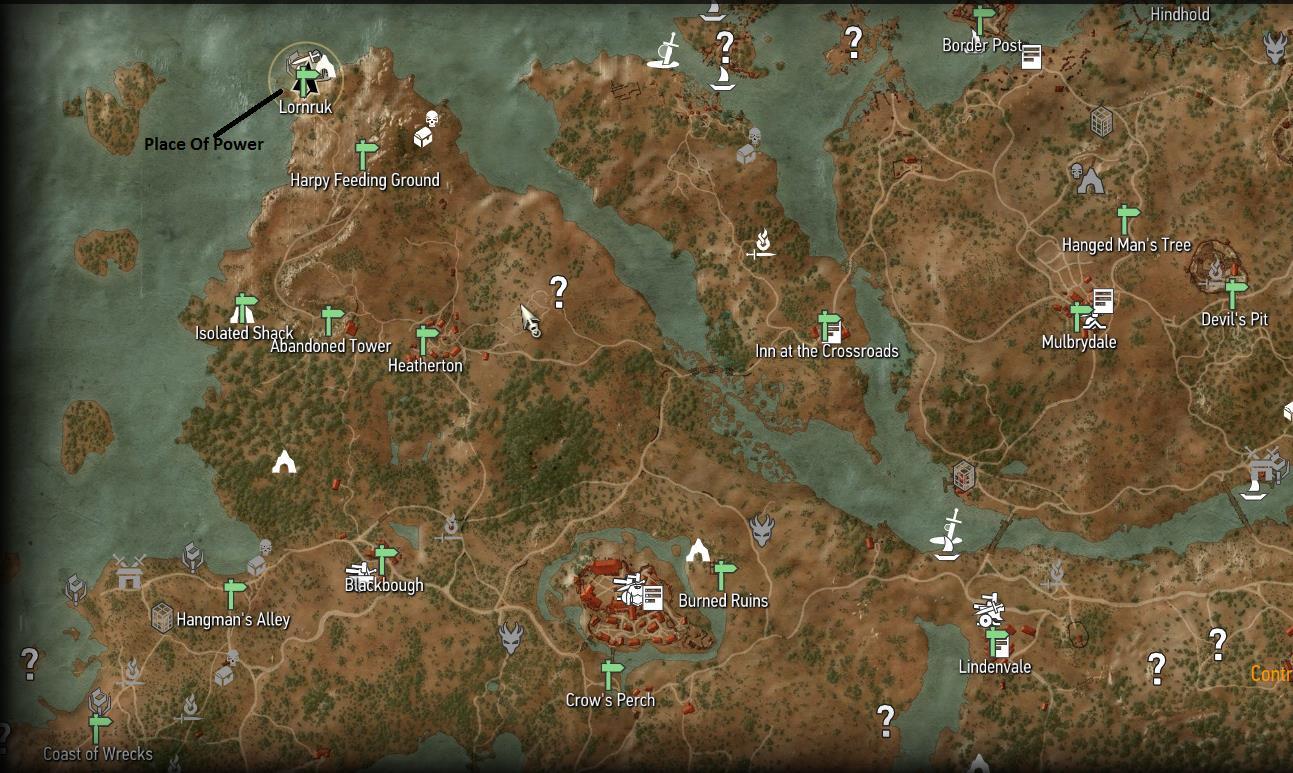 Hindhold
Border Post
Lornruk
Place Of Power
Harpy Feeding Ground
Hanged Man's Tree
Isolated Shack
Abandoned Tower
Heatherton
Inn at the Crossroads
Mulbrydale
Devil's Pit
Blackbough
Burned Ruins
Hangman's Alley
Lindenvale
Contr
Crow's Perch
Coast of Wrecks